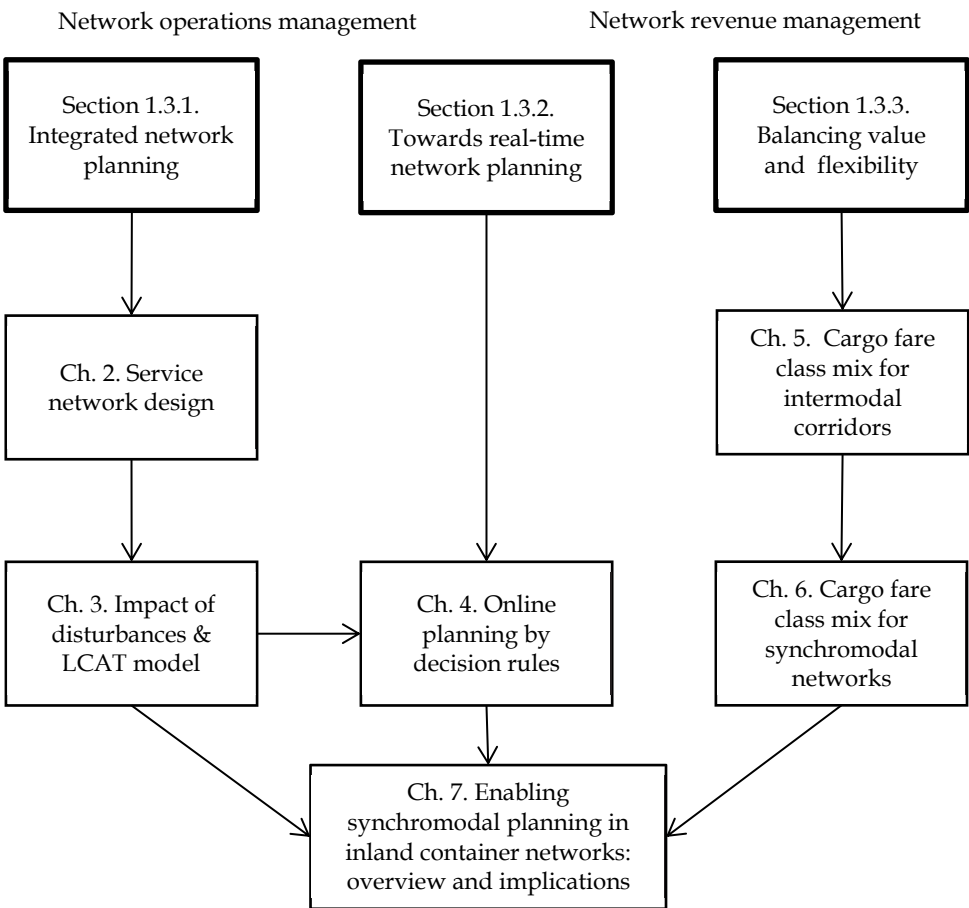 Network operations management
Network revenue management
Section 1.3.1.
Integrated network
planning
Section 1.3.2.
Towards real-time
network planning
Section 1.3.3.
Balancing value
and flexibility
Ch. 2. Service
network design
Ch. 5. Cargo fare
class mix for
intermodal
corridors
Ch. 3. Impact of
disturbances &
LCAT model
Ch. 4. Online
planning by
decision rules
Ch. 6. Cargo fare
class mix for
synchromodal
networks
Ch. 7. Enabling
synchromodal planning in
inland container networks:
overview and implications